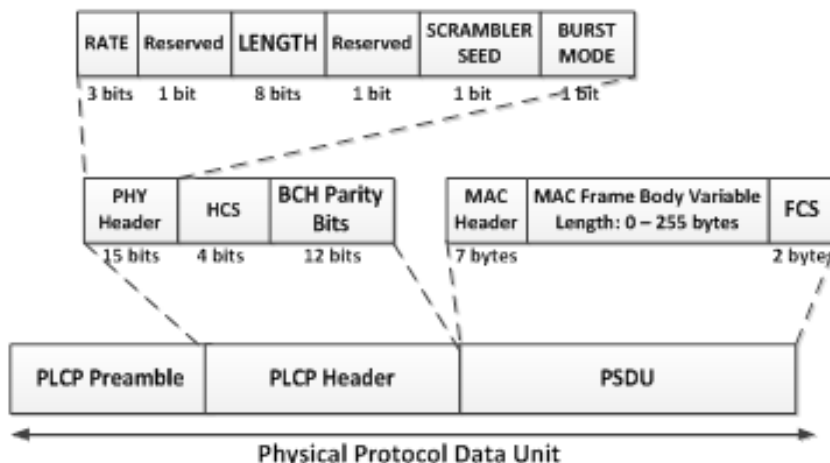 RATE
Reserved
LENGTH
Reserved
SCRAMBLER
SEED
BURST
MODE
3 bits
1 bit
8 bits
1 bit
1 bit
1 bit
PHY
Header
HCS
BCH Parity
Bits
MAC
Header
MAC Frame Body Variable
Length: 0 – 255 bytes
FCS
15 bits
4 bits
12 bits
7 bytes
2 bytes
PLCP Preamble
PLCP Header
PSDU
Physical Protocol Data Unit